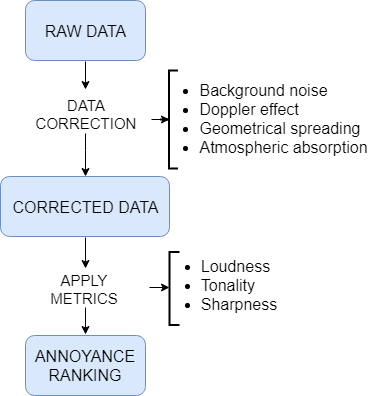 RAW DATA
DATA
CORRECTION
• Background noise
• Doppler effect
• Geometrical spreading
• Atmospheric absorption
CORRECTED DATA
APPLY
METRICS
• Loudness
• Tonality
• Sharpness
ANNOYANCE
RANKING